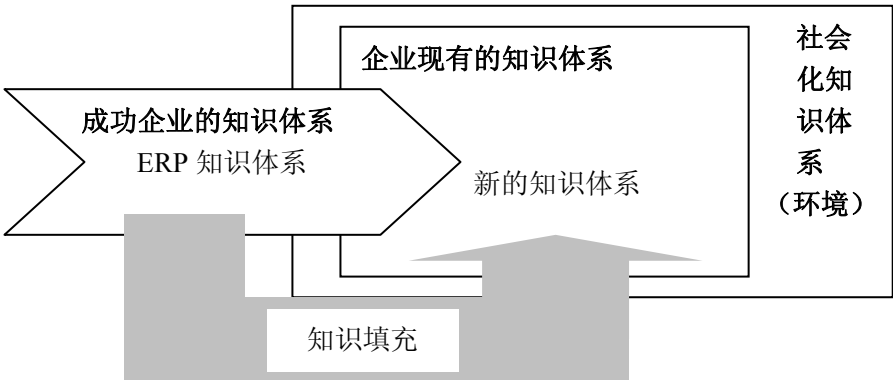 企业现有的知识体系
成功企业的知识体系
ERP 知识体系
新的知识体系
社会
化知
识体
系
（环境）
知识填充